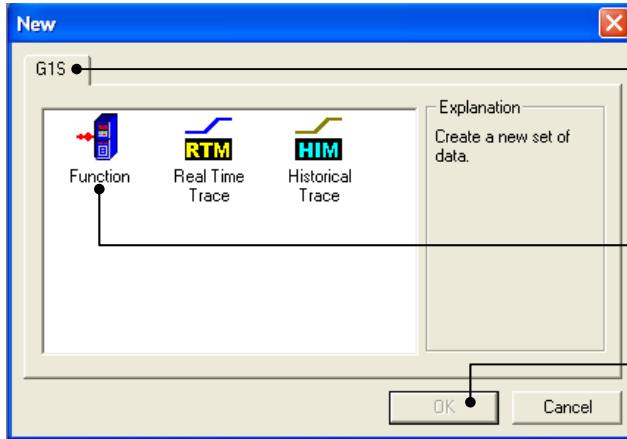 New
G1S
Explanation
Create a new set of
data.
RTM
HIM
Function
Real Time
Trace
Historical
Trace
OK
Cancel